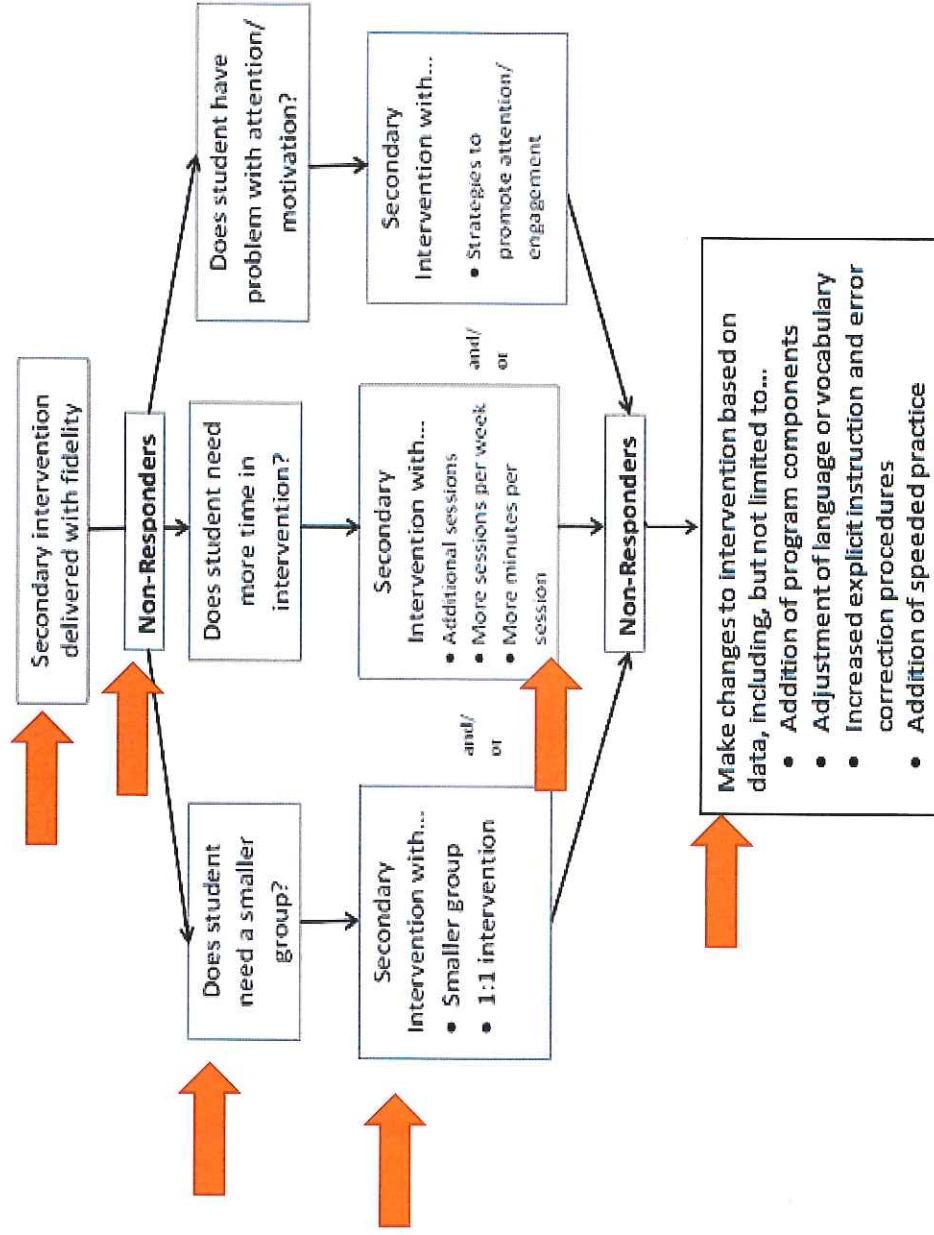 Secondary intervention
delivered with fidelity
Non-Responders
Does student
need a smaller
group?
Does student need
more time in
intervention?
Does student have
problem with attention/
motivation?
Secondary
Intervention with...
• Smaller group
• 1:1 intervention
and/
or
Secondary
Intervention with...
• Additional sessions
• More sessions per week
• More minutes per
session
and/
or
Secondary
Intervention with...
• Strategies to
promote attention/
engagement
Non-Responders
Make changes to intervention based on
data, including, but not limited to...
• Addition of program components
• Adjustment of language or vocabulary
• Increased explicit instruction and error
correction procedures
• Addition of speeded practice